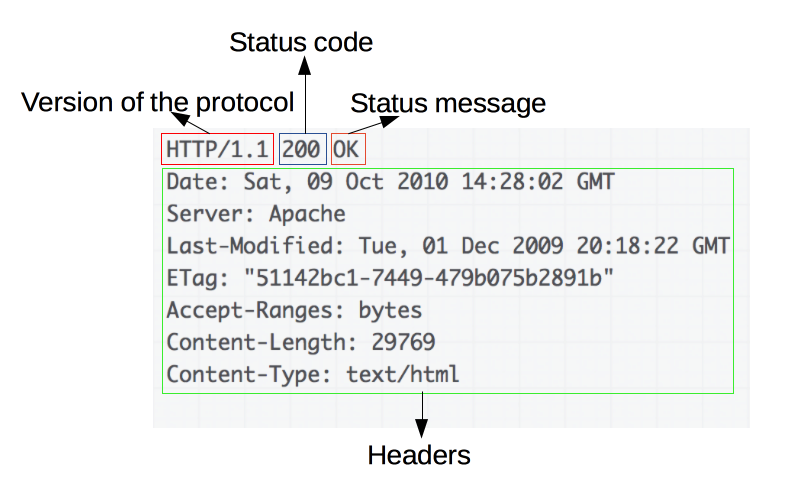 Status code
Version of the protocol
Status message
HTTP/1.1 200 OK
Date: Sat, 09 Oct 2010 14:28:02 GMT
Server: Apache
Last-Modified: Tue, 01 Dec 2009 20:18:22 GMT
ETag: "51142bc1-7449-479b075b2891b"
Accept-Ranges: bytes
Content-Length: 29769
Content-Type: text/html
Headers